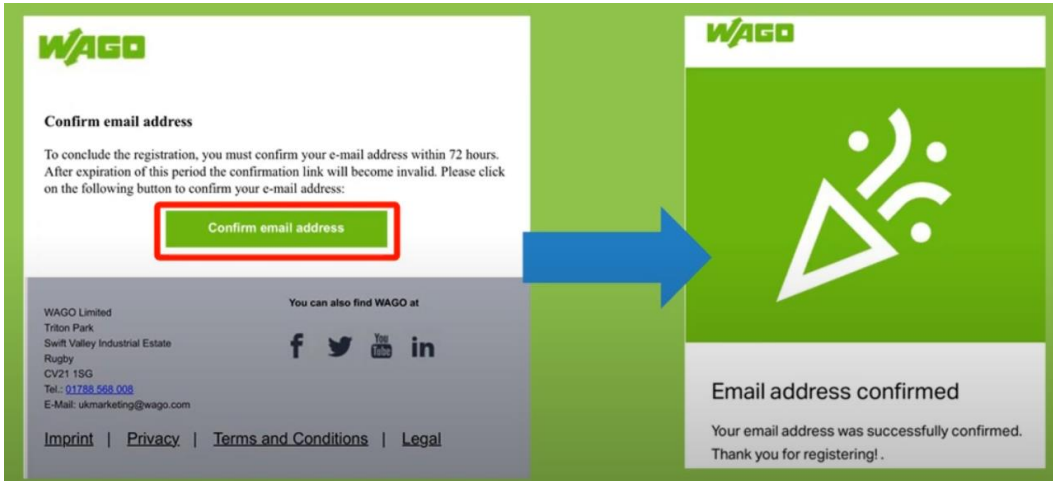 WAGO
Confirm email address
To conclude the registration, you must confirm your e-mail address within 72 hours.
After expiration of this period the confirmation link will become invalid. Please click
on the following button to confirm your e-mail address:
Confirm email address
WAGO Limited
Triton Park
Swift Valley Industrial Estate
Rugby
CV21 1SG
Tel.: 01788 568 008
E-Mail: ukmarketing@wago.com
You can also find WAGO at
f You Tube in
Imprint | Privacy | Terms and Conditions | Legal
WAGO
Email address confirmed
Your email address was successfully confirmed.
Thank you for registering! .